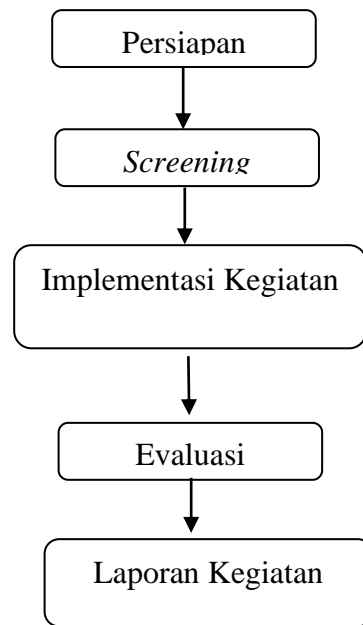 Persiapan
Screening
Implementasi Kegiatan
Evaluasi
Laporan Kegiatan